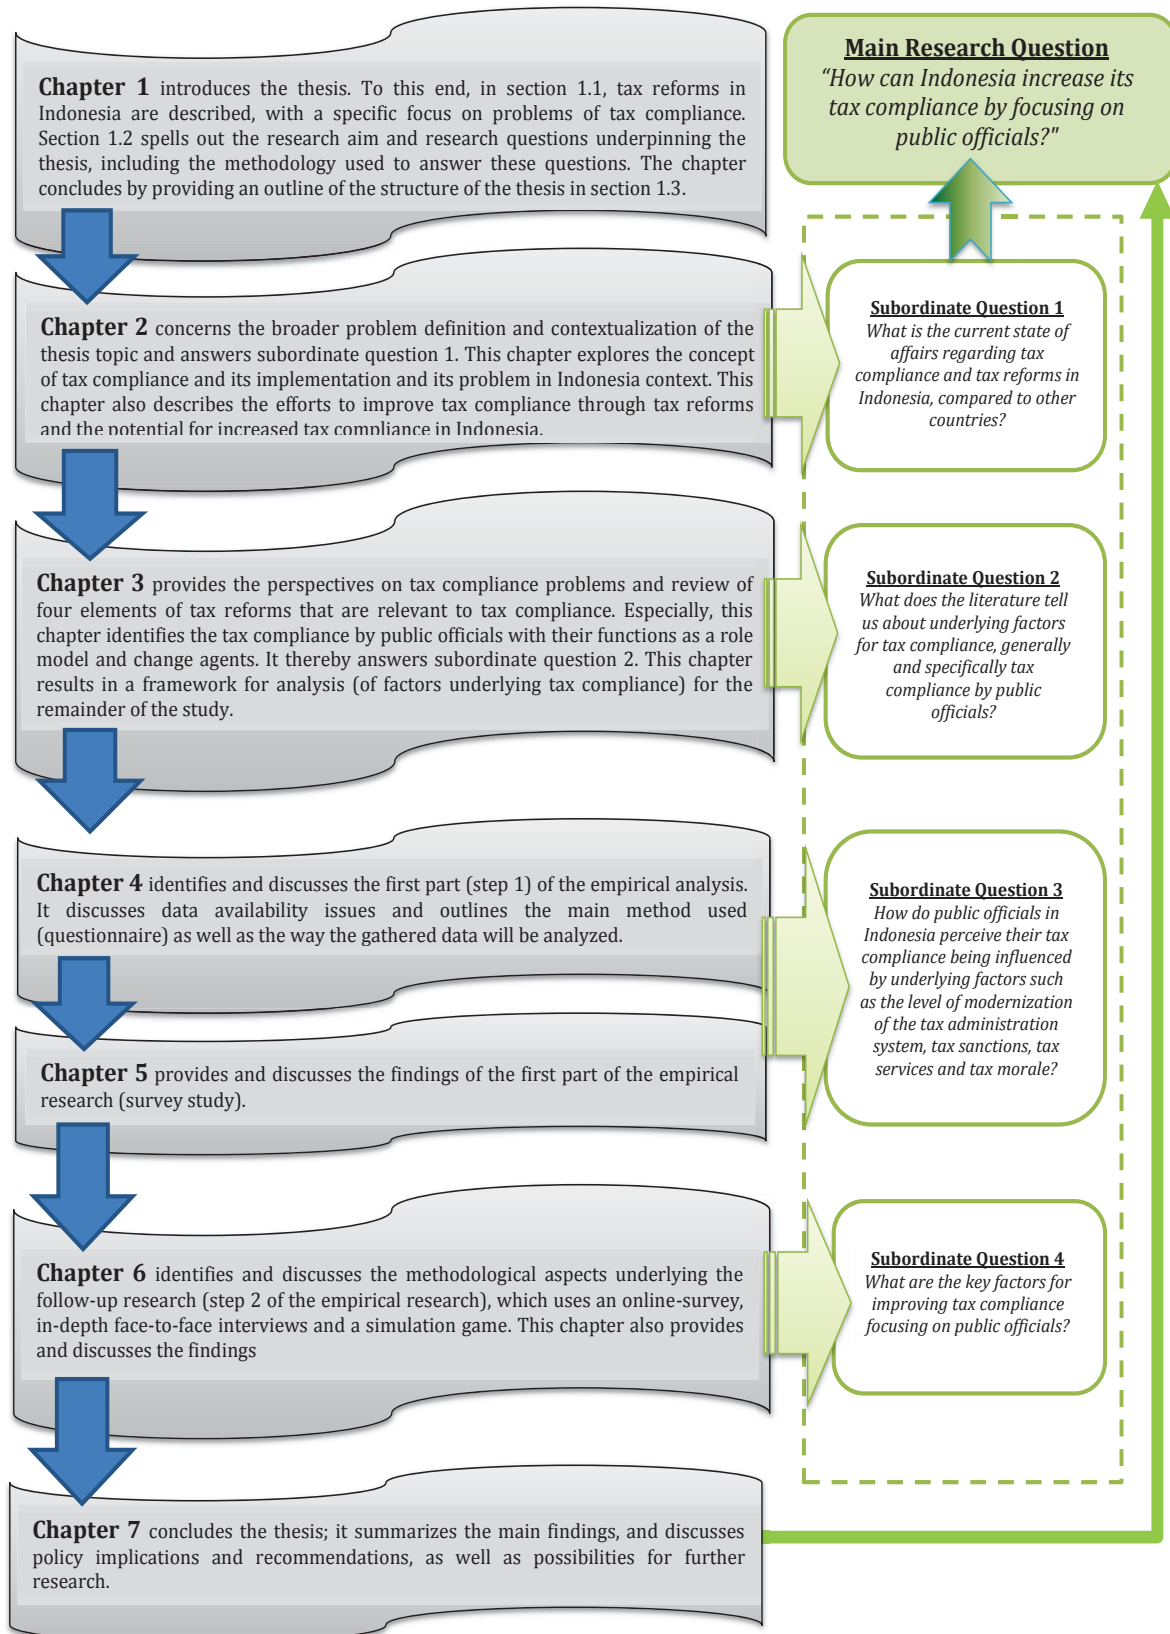 Chapter 1 introduces the thesis. To this end, in section 1.1, tax reforms in
Indonesia are described, with a specific focus on problems of tax compliance.
Section 1.2 spells out the research aim and research questions underpinning the
thesis, including the methodology used to answer these questions. The chapter
concludes by providing an outline of the structure of the thesis in section 1.3.
Main Research Question
“How can Indonesia increase its
tax compliance by focusing on
public officials?"
Chapter 2 concerns the broader problem definition and contextualization of the
thesis topic and answers subordinate question 1. This chapter explores the concept
of tax compliance and its implementation and its problem in Indonesia context. This
chapter also describes the efforts to improve tax compliance through tax reforms
and the potential for increased tax compliance in Indonesia.
Subordinate Question 1
What is the current state of
affairs regarding tax
compliance and tax reforms in
Indonesia, compared to other
countries?
Chapter 3 provides the perspectives on tax compliance problems and review of
four elements of tax reforms that are relevant to tax compliance. Especially, this
chapter identifies the tax compliance by public officials with their functions as a role
model and change agents. It thereby answers subordinate question 2. This chapter
results in a framework for analysis (of factors underlying tax compliance) for the
remainder of the study.
Subordinate Question 2
What does the literature tell
us about underlying factors
for tax compliance, generally
and specifically tax
compliance by public
officials?
Chapter 4 identifies and discusses the first part (step 1) of the empirical analysis.
It discusses data availability issues and outlines the main method used
(questionnaire) as well as the way the gathered data will be analyzed.
Chapter 5 provides and discusses the findings of the first part of the empirical
research (survey study).
Subordinate Question 3
How do public officials in
Indonesia perceive their tax
compliance being influenced
by underlying factors such
as the level of modernization
of the tax administration
system, tax sanctions, tax
services and tax morale?
Chapter 6 identifies and discusses the methodological aspects underlying the
follow-up research (step 2 of the empirical research), which uses an online-survey,
in-depth face-to-face interviews and a simulation game. This chapter also provides
and discusses the findings
Subordinate Question 4
What are the key factors for
improving tax compliance
focusing on public officials?
Chapter 7 concludes the thesis; it summarizes the main findings, and discusses
policy implications and recommendations, as well as possibilities for further
research.